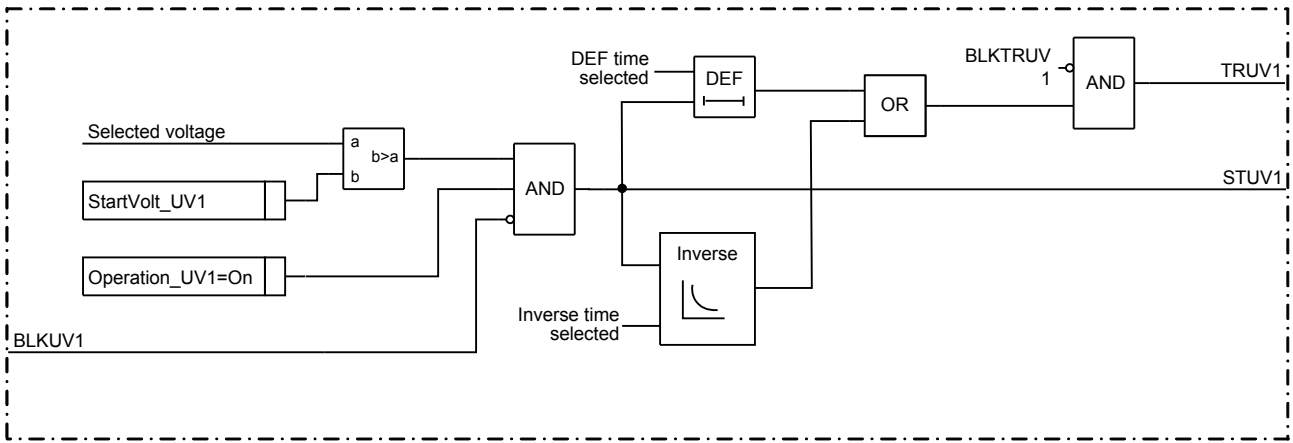 DEF time
selected
DEF
BLKTRUV
1
AND
TRUV1
OR
Selected voltage
a
b>a
b
StartVolt_UV1
AND
STUV1
Operation_UV1=On
Inverse
Inverse time
selected
BLKUV1